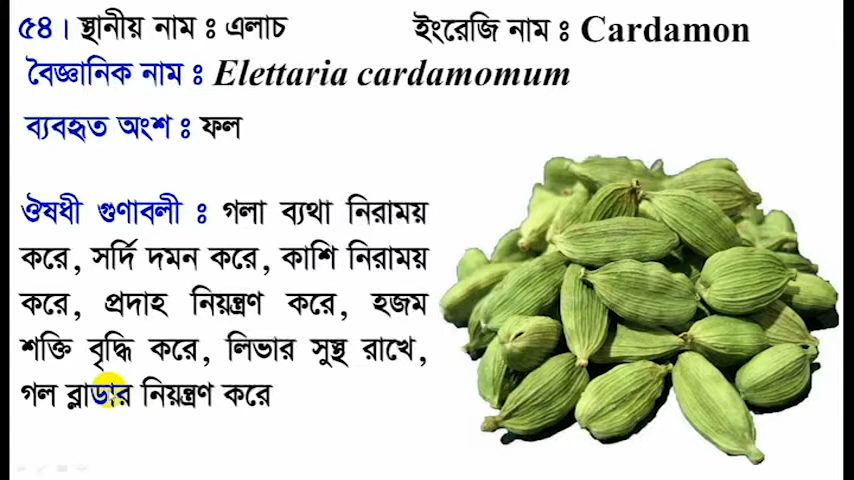 ৫৪। স্থানীয় নাম ঃ এলাচ ইংরেজি নাম ঃ Cardamon
বৈজ্ঞানিক নাম ঃ Elettaria cardamomum
ব্যবহৃত অংশ ঃ ফল
ঔষধী গুণাবলী ঃ গলা ব্যথা নিরাময়
করে, সর্দি দমন করে, কাশি নিরাময়
করে, প্রদাহ নিয়ন্ত্রণ করে, হজম
শক্তি বৃদ্ধি করে, লিভার সুস্থ রাখে,
গল ব্লাডার নিয়ন্ত্রণ করে